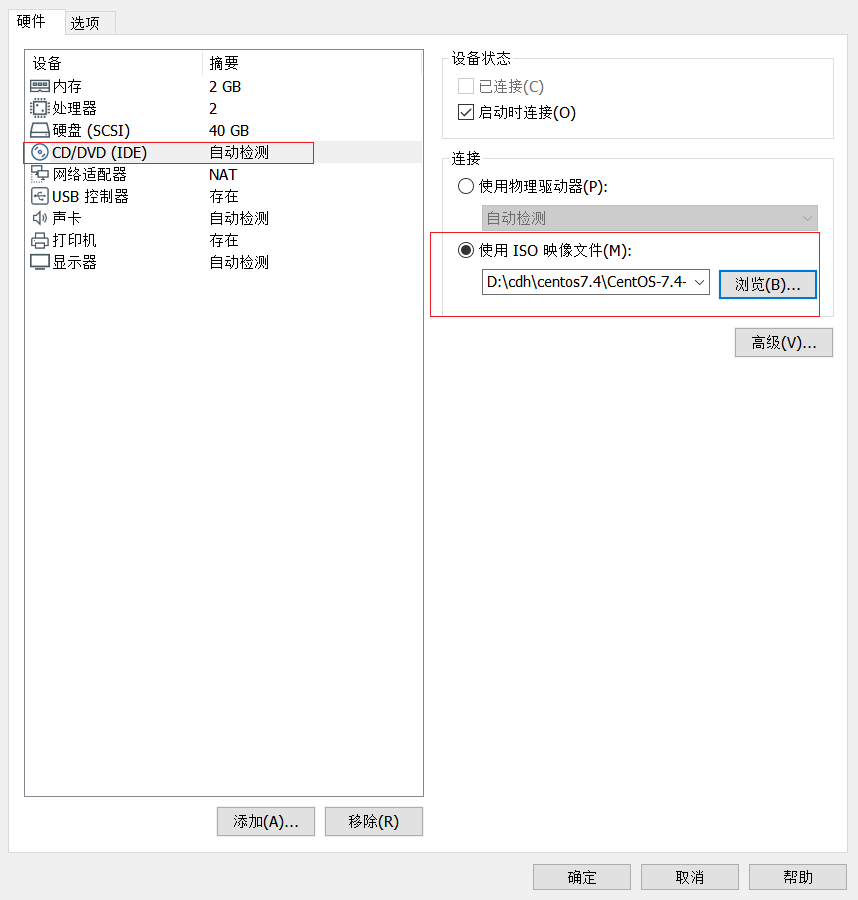 硬件 选项
设备 摘要
内存 2 GB
处理器 2
硬盘 (SCSI) 40 GB
CD/DVD (IDE) 自动检测
网络适配器 NAT
USB 控制器 存在
声卡 自动检测
打印机 存在
显示器 自动检测
添加(A)... 移除(R)
设备状态
已连接(C)
启动时连接(O)
连接
使用物理驱动器(P):
自动检测
使用 ISO 映像文件(M):
D:\cdh\centos7.4\CentOS-7.4- 浏览(B)...
高级(V)...
确定 取消 帮助